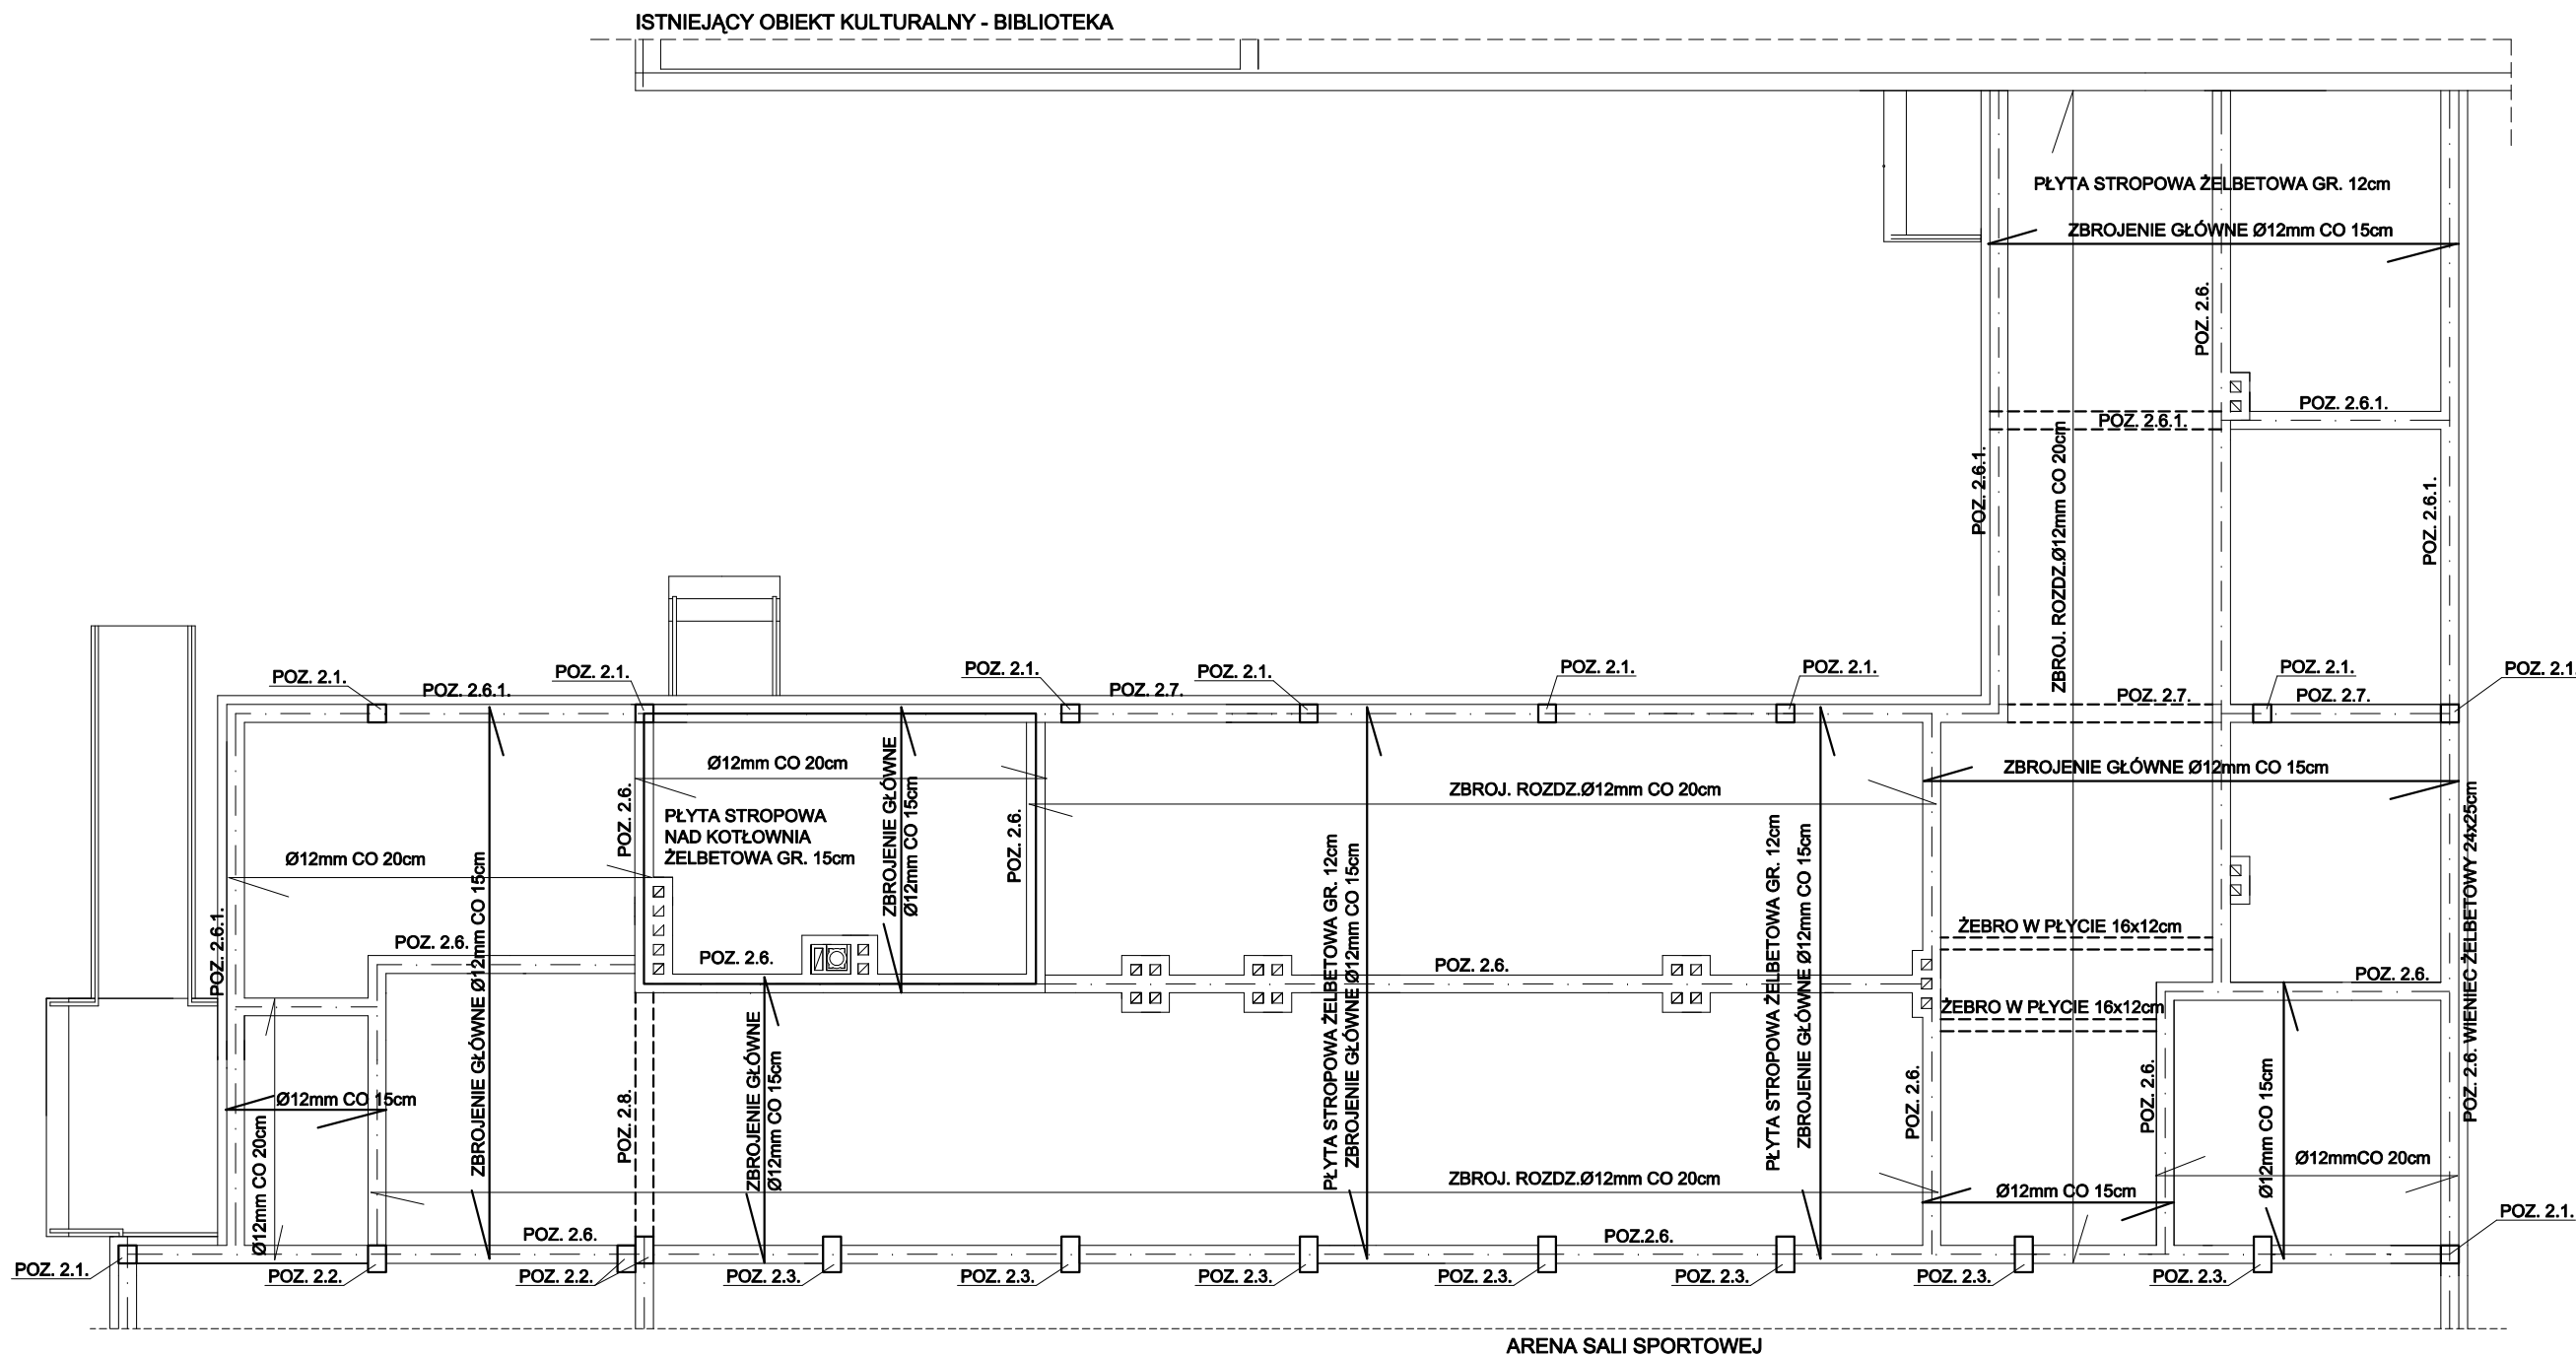 ISTNIEJĄCY OBIEKT KULTURALNY - BIBLIOTEKA
PŁYTA STROPOWA ŻELBETOWA GR. 12cm
ZBROJENIE GŁÓWNE Ø12mm CO 15cm
POZ. 2.6.
POZ. 2.6.1.
POZ. 2.6.1.
POZ. 2.6.1.
ZBROJ. ROZDZ.Ø12mm CO 20cm
POZ. 2.6.1.
POZ. 2.1.
POZ. 2.6.1.
POZ. 2.1.
POZ. 2.1.
POZ. 2.7.
POZ. 2.1.
POZ. 2.1.
POZ. 2.1.
POZ. 2.7.
POZ. 2.1.
POZ. 2.7.
POZ. 2.1
Ø12mm CO 20cm
POZ. 2.6.
PŁYTA STROPOWA
NAD KOTŁOWNIA
ŻELBETOWA GR. 15cm
ZBROJENIE GŁÓWNE
Ø12mm CO 15cm
POZ. 2.6.
ZBROJ. ROZDZ.Ø12mm CO 20cm
ZBROJENIE GŁÓWNE Ø12mm CO 15cm
Ø12mm CO 20cm
POZ. 2.6.1.
POZ. 2.6.
ZBROJENIE GŁÓWNE Ø12mm CO 15cm
POZ. 2.6.
PŁYTA STROPOWA ŻELBETOWA GR. 12cm
ZBROJENIE GŁÓWNE Ø12mm CO 15cm
POZ. 2.6.
PŁYTA STROPOWA ŻELBETOWA GR. 12cm
ZBROJENIE GŁÓWNE Ø12mm CO 15cm
ŻEBRO W PŁYCIE 16x12cm
ŻEBRO W PŁYCIE 16x12cm
POZ. 2.6.
POZ. 2.6. WIENIEC ŻELBETOWY 24x25cm
Ø12mm CO 15cm
Ø12mm CO 20cm
POZ. 2.8.
ZBROJENIE GŁÓWNE
Ø12mm CO 15cm
POZ. 2.6.
POZ. 2.6.
Ø12mm CO 15cm
Ø12mmCO 20cm
ZBROJ. ROZDZ.Ø12mm CO 20cm
Ø12mm CO 15cm
POZ. 2.1.
POZ. 2.6.
POZ.2.6.
POZ. 2.1.
POZ. 2.2.
POZ. 2.2.
POZ. 2.3.
POZ. 2.3.
POZ. 2.3.
POZ. 2.3.
POZ. 2.3.
POZ. 2.3.
POZ. 2.3.
ARENA SALI SPORTOWEJ